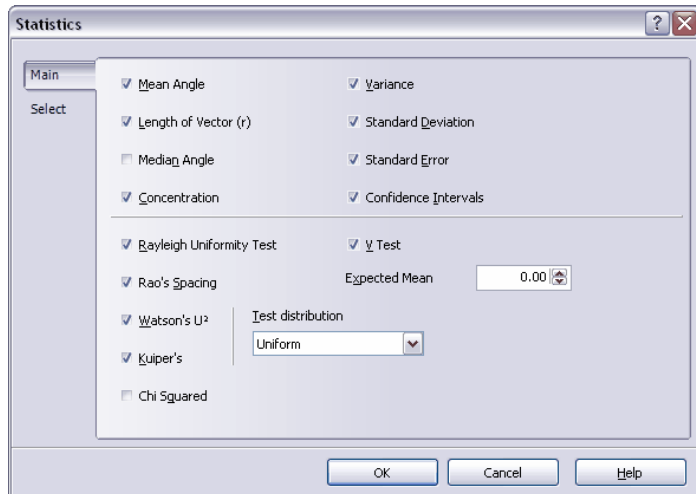 Statistics
Main
Select
Mean Angle
Variance
Length of Vector (r)
Standard Deviation
Median Angle
Standard Error
Concentration
Confidence Intervals
Rayleigh Uniformity Test
V Test
Rao's Spacing
Expected Mean
0.00
Watson's U²
Test distribution
Uniform
Kuiper's
Chi Squared
OK
Cancel
Help